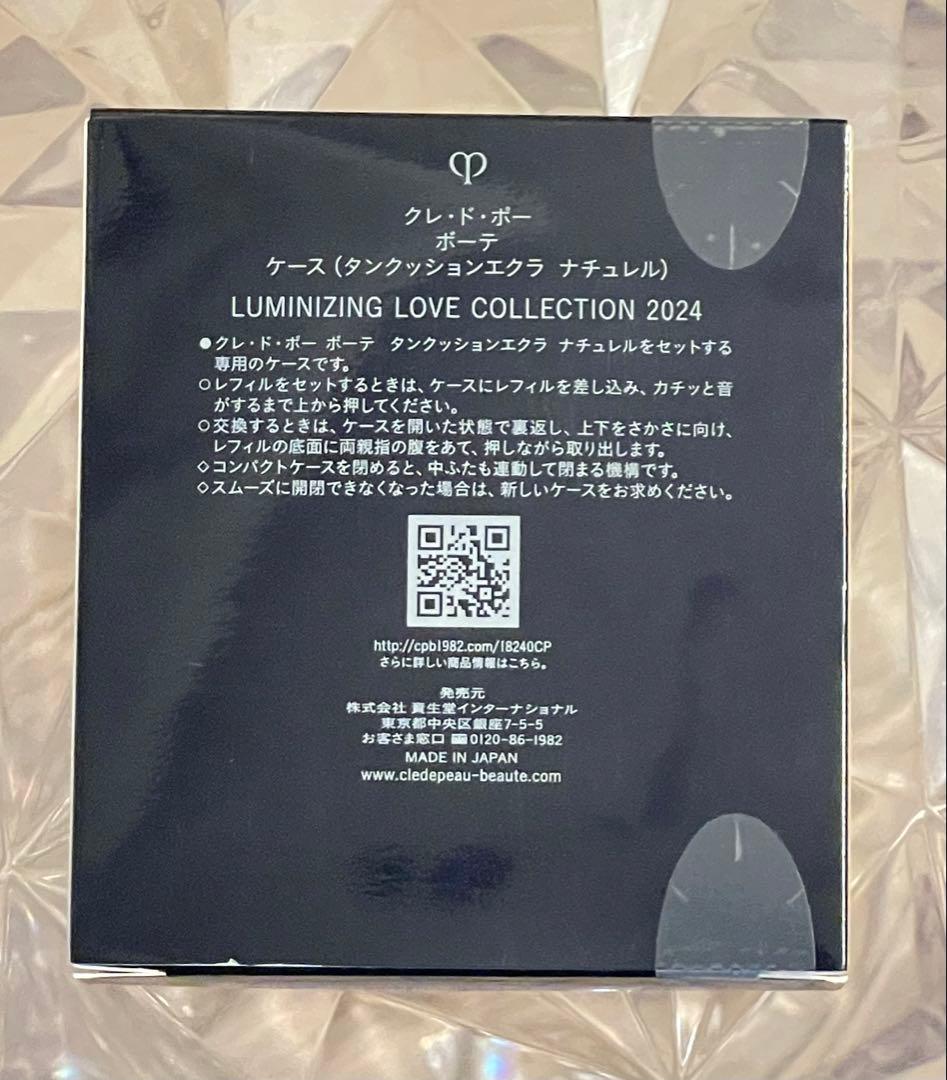 クレ・ド・ポー
ボーテ
ケース (タンクッションエクラ ナチュレル)
LUMINIZING LOVE COLLECTION 2024
●クレ・ド・ポー ボーテ タンクッションエクラ ナチュレルをセットする
専用のケースです。
○レフィルをセットするときは、ケースにレフィルを差し込み、カチッと音
がするまで上から押してください。
○交換するときは、ケースを開いた状態で裏返し、上下をさかさに向け、
レフィルの底面に両親指の腹をあて、押しながら取り出します。
◇コンパクトケースを閉めると、中ふたも連動して閉まる機構です。
◇スムーズに開閉できなくなった場合は、新しいケースをお求めください。
http://cpb1982.com/18240CP
さらに詳しい商品情報はこちら。
発売元
株式会社 資生堂インターナショナル
東京都中央区銀座7-5-5
お客さま窓口 0120-86-1982
MADE IN JAPAN
www.cledepeau-beaute.com